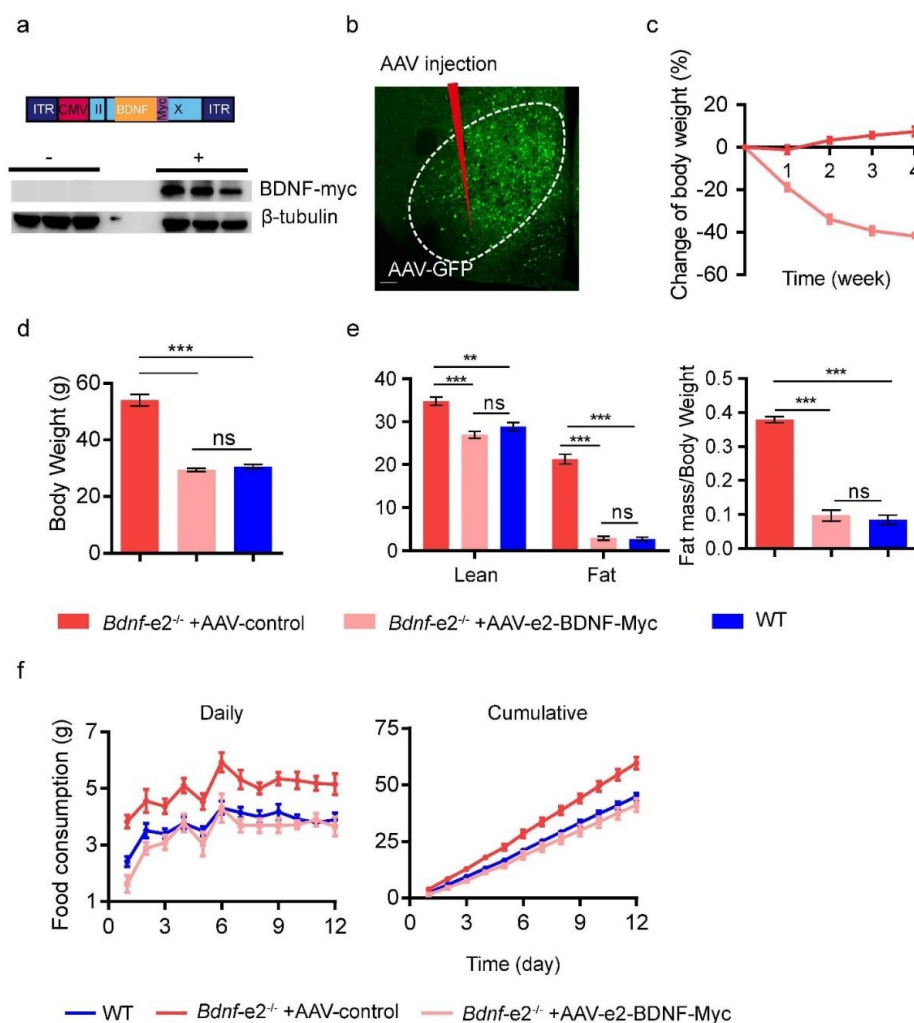 a
ITR CMV II BDNF Myc X ITR
- +
BDNF-myc
β-tubulin
b
AAV injection
AAV-GFP
c
Change of body weight (%)
20
0
-20
-40
-60
1 2 3 4
Time (week)
d
Body Weight (g)
60
40
20
0
***
ns
e
40
30
20
10
0
**
***
ns
***
***
ns
Lean Fat
Fat mass/Body Weight
0.5
0.4
0.3
0.2
0.1
0.0
***
***
ns
Bdnf-e2-/- +AAV-control Bdnf-e2-/- +AAV-e2-BDNF-Myc WT
f
Daily
Food consumption (g)
7
5
3
1
0 3 6 9 12
Cumulative
75
50
25
0
0 3 6 9 12
Time (day)
WT Bdnf-e2-/- +AAV-control Bdnf-e2-/- +AAV-e2-BDNF-Myc